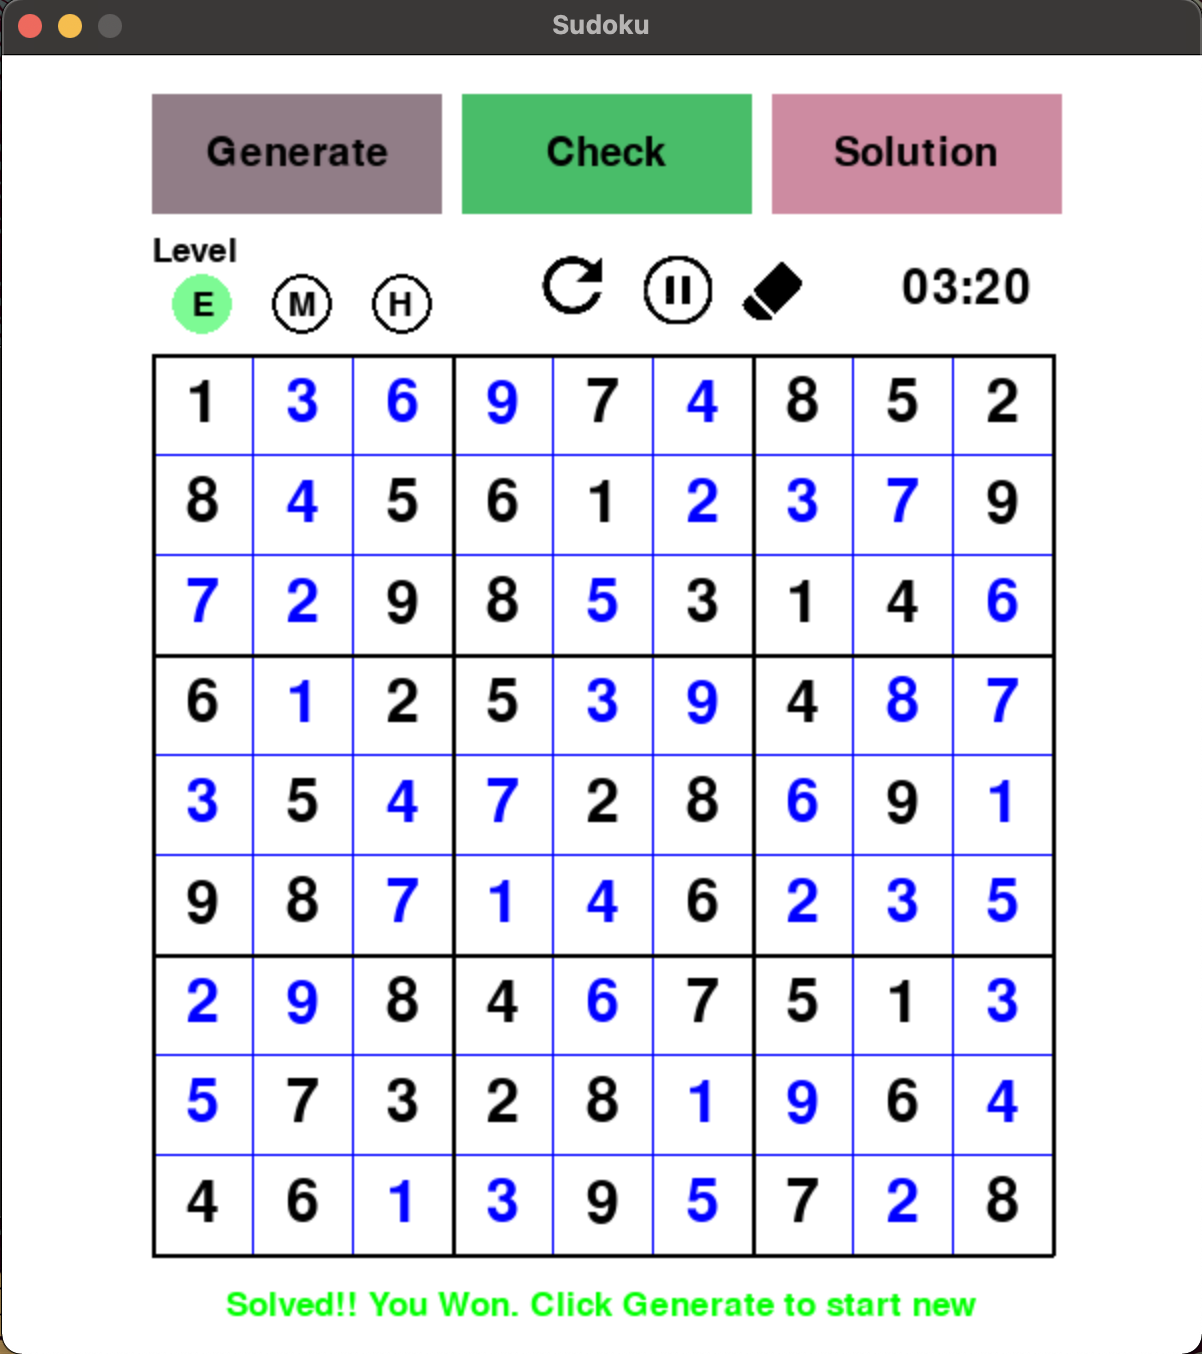 Sudoku
Generate Check Solution
Level
E M H 03:20
1 3 6 9 7 4 8 5 2
8 4 5 6 1 2 3 7 9
7 2 9 8 5 3 1 4 6
6 1 2 5 3 9 4 8 7
3 5 4 7 2 8 6 9 1
9 8 7 1 4 6 2 3 5
2 9 8 4 6 7 5 1 3
5 7 3 2 8 1 9 6 4
4 6 1 3 9 5 7 2 8
Solved!! You Won. Click Generate to start new